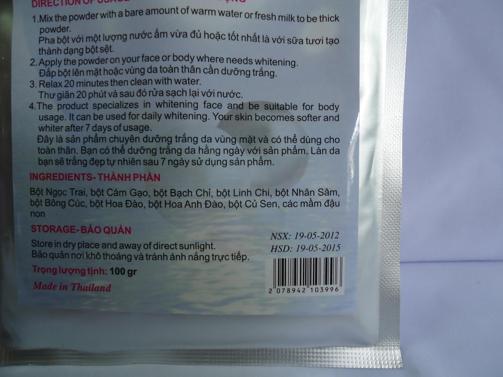 DIRECTION OF
1.Mix the powder with a bare amount of warm water or fresh milk to be thick
powder.
Pha bột với một lượng nước ấm vừa đủ hoặc tốt nhất là với sữa tươi tạo
thành dạng bột sệt.
2. Apply the powder on your face or body where needs whitening.
Đắp bột lên mặt hoặc vùng da toàn thân cần dưỡng trắng.
3. Relax 20 minutes then clean with water.
Thư giãn 20 phút và sau đó rửa sạch lại với nước.
4.The product specializes in whitening face and be suitable for body
usage. It can be used for daily whitening. Your skin becomes softer and
whiter after 7 days of usage.
Đây là sản phẩm chuyên dưỡng trắng da vùng mặt và có thể dùng cho
toàn thân. Bạn có thể dưỡng trắng da hằng ngày với sản phẩm. Làn da
bạn sẽ trắng đẹp tự nhiên sau 7 ngày sử dụng sản phẩm.
INGREDIENTS- THÀNH PHẦN
Bột Ngọc Trai, bột Cám Gạo, bột Bạch Chỉ, bột Linh Chi, bột Nhân Sâm,
bột Bông Cúc, bột Hoa Đào, bột Hoa Anh Đào, bột Củ Sen, các mầm đậu
non
STORAGE-BẢO QUẢN
Store in dry place and away of direct sunlight.
Bảo quản nơi khô thoáng và tránh ánh nắng trực tiếp.
Trọng lượng tịnh: 100 gr
Made in Thailand
NSX: 19-05-2012
HSD: 19-05-2015
2 078942 103996